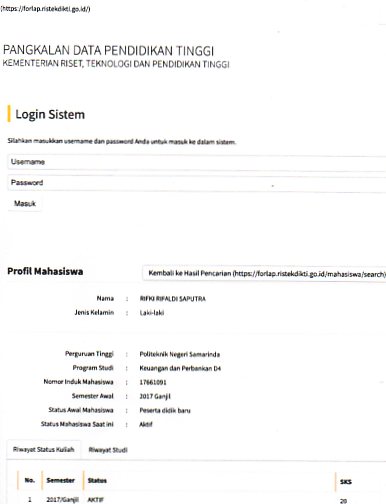 (https://forlap.ristekdikti.go.id/)
PANGKALAN DATA PENDIDIKAN TINGGI
KEMENTERIAN RISET, TEKNOLOGI DAN PENDIDIKAN TINGGI
Login Sistem
Silahkan masukkan username dan password Anda untuk masuk ke dalam sistem.
Username
Password
Masuk
Profil Mahasiswa
Kembali ke Hasil Pencarian (https://forlap.ristekdikti.go.id/mahasiswa/search)
Nama : RIFKI RIFALDI SAPUTRA
Jenis Kelamin : Laki-laki
Perguruan Tinggi : Politeknik Negeri Samarinda
Program Studi : Keuangan dan Perbankan D4
Nomor Induk Mahasiswa : 17661091
Semester Awal : 2017 Ganjil
Status Awal Mahasiswa : Peserta didik baru
Status Mahasiswa Saat ini : Aktif
Riwayat Status Kuliah Riwayat Studi
No. Semester Status SKS
1 2017/Ganjil AKTIF 20